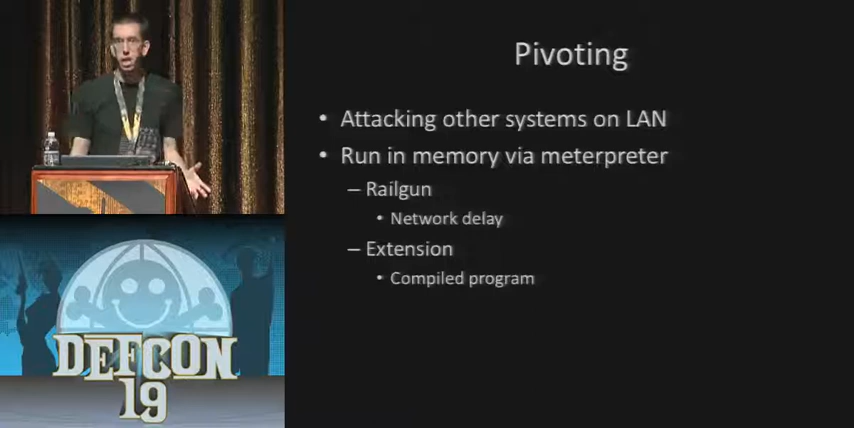 Pivoting
• Attacking other systems on LAN
• Run in memory via meterpreter
– Railgun
• Network delay
– Extension
• Compiled program
DEFCON
19